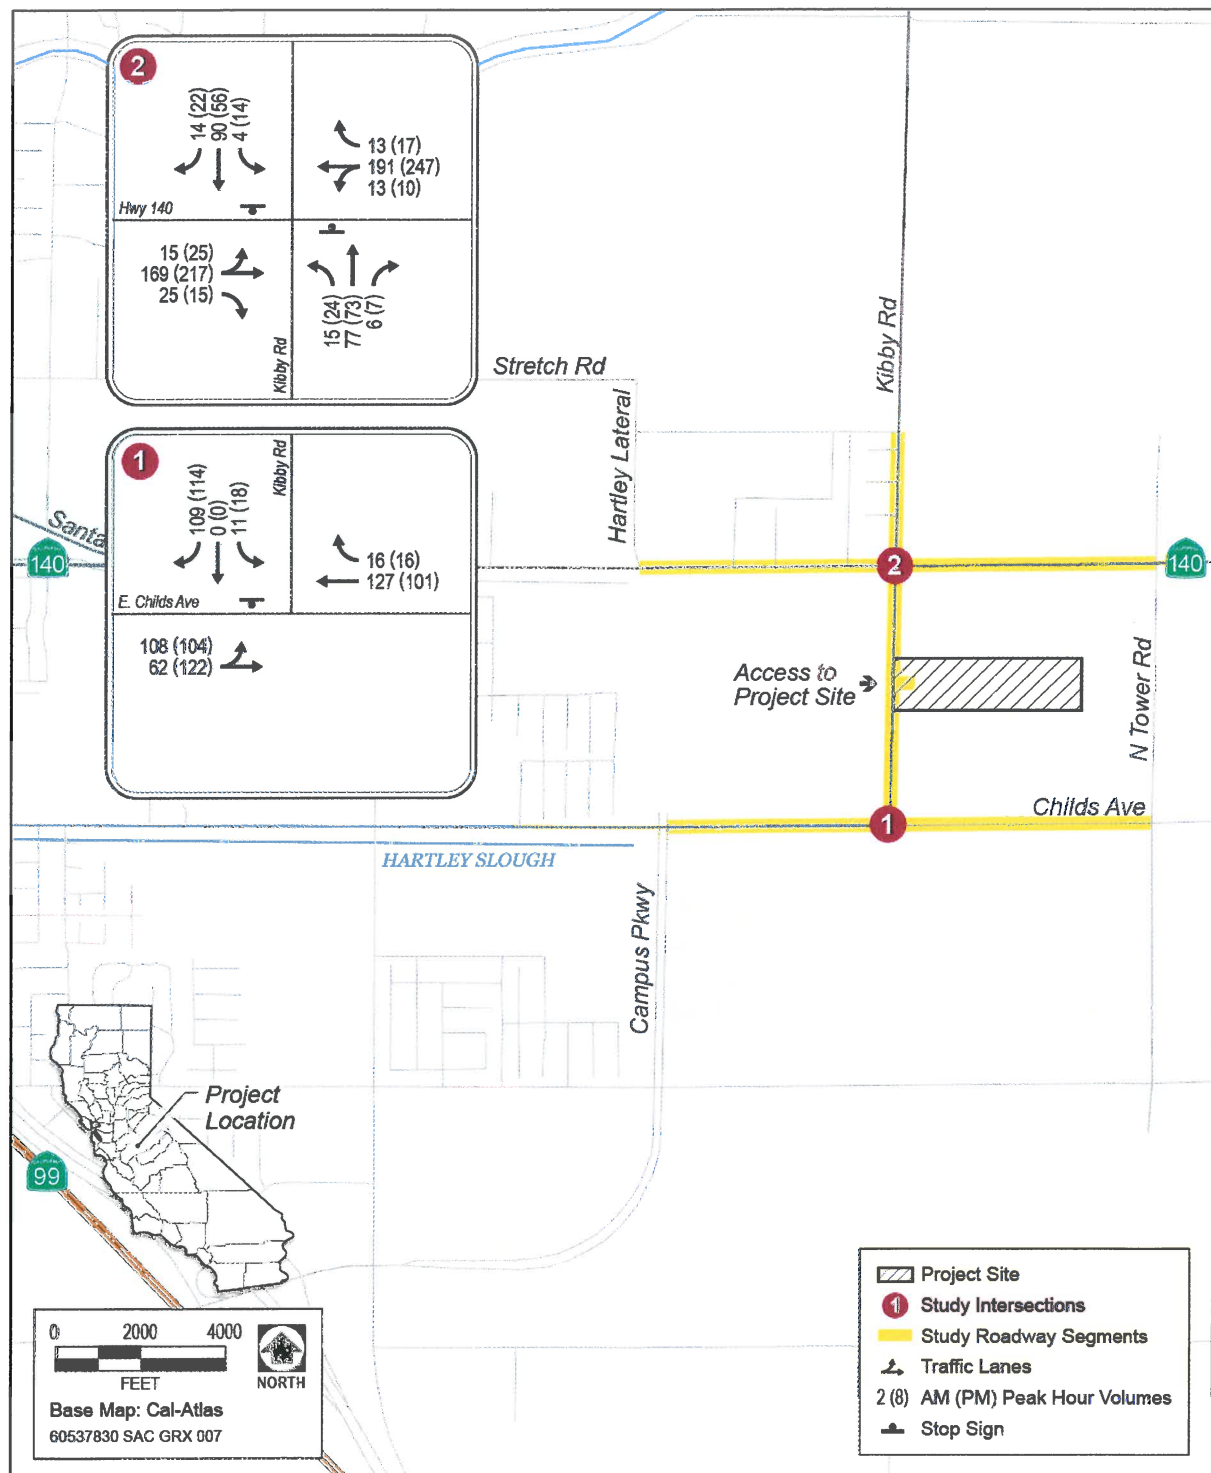 2
14 (22)
90 (56)
4 (14)
13 (17)
191 (247)
13 (10)
Hwy 140
15 (25)
169 (217)
25 (15)
15 (24)
77 (73)
6 (7)
Kibby Rd
Stretch Rd
Hartley Lateral
Kibby Rd
1
Kibby Rd
109 (114)
0 (0)
11 (18)
16 (16)
127 (101)
E. Childs Ave
108 (104)
62 (122)
Santa
140
2
140
Access to
Project Site
N Tower Rd
Childs Ave
1
HARTLEY SLOUGH
Campus Pkwy
Project
Location
99
0 2000 4000
FEET
NORTH
Base Map: Cal-Atlas
60537830 SAC GRX 007
Project Site
1 Study Intersections
Study Roadway Segments
Traffic Lanes
2 (8) AM (PM) Peak Hour Volumes
Stop Sign